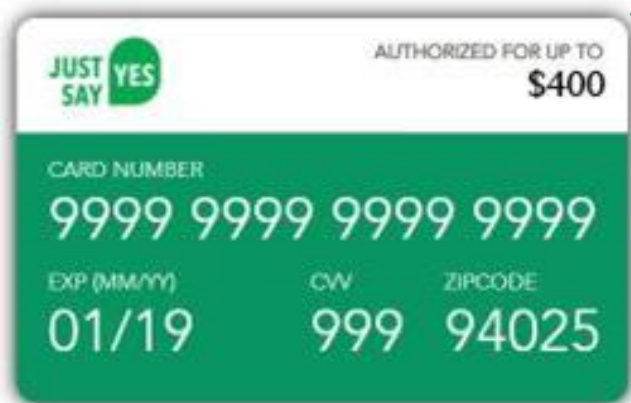 JUST YES
SAY
AUTHORIZED FOR UP TO
$400
CARD NUMBER
9999 9999 9999 9999
EXP (MM/YY) CVV ZIPCODE
01/19 999 94025